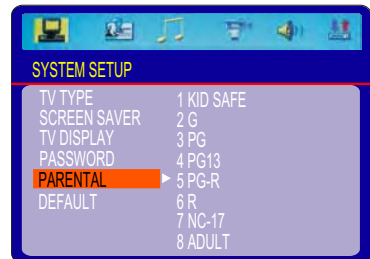 SYSTEM SETUP
TV TYPE
SCREEN SAVER
TV DISPLAY
PASSWORD
PARENTAL
DEFAULT
1 KID SAFE
2 G
3 PG
4 PG13
5 PG-R
6 R
7 NC-17
8 ADULT